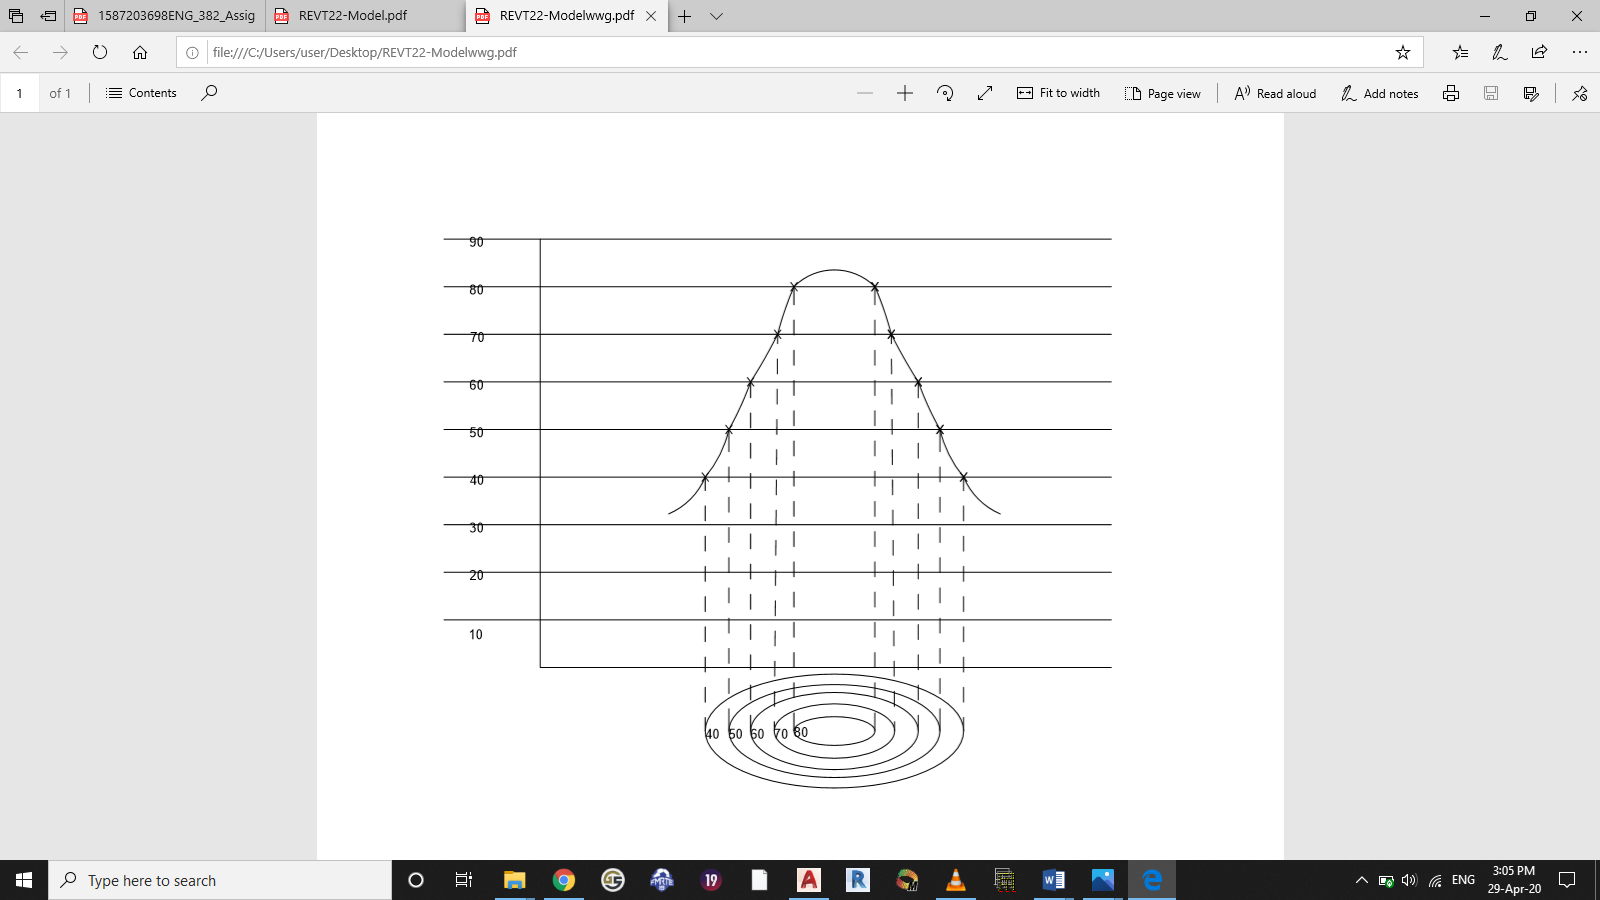 1587203698ENG_382_Assig
REVT22-Model.pdf
REVT22-Modelwwg.pdf
file:///C:/Users/user/Desktop/REVT22-Modelwwg.pdf
1 of 1 Contents Fit to width Page view Read aloud Add notes
90
80
70
60
50
40
30
20
10
40 50 60 70 80
Type here to search
19
ENG
3:05 PM
29-Apr-20